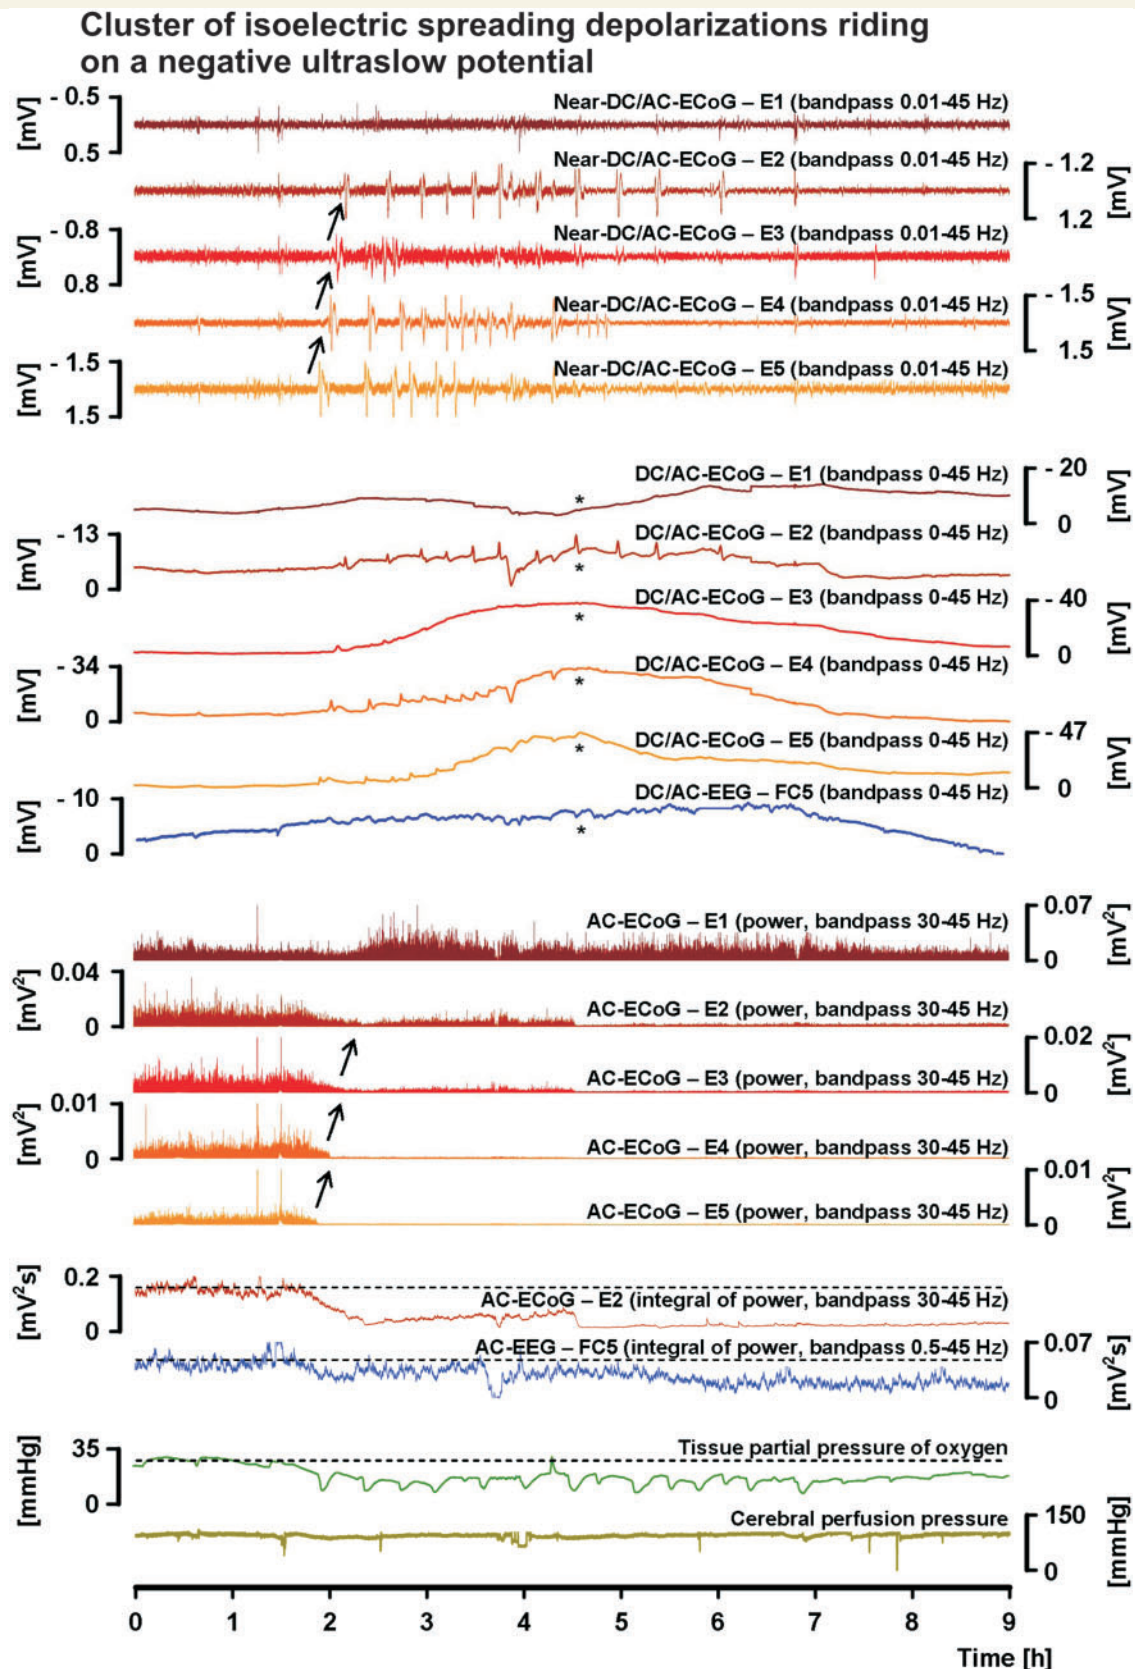 Cluster of isoelectric spreading depolarizations riding
on a negative ultraslow potential
[mV]
- 0.5
0.5
Near-DC/AC-ECoG – E1 (bandpass 0.01-45 Hz)
Near-DC/AC-ECoG – E2 (bandpass 0.01-45 Hz)
- 1.2
1.2
[mV]
[mV]
- 0.8
0.8
Near-DC/AC-ECoG – E3 (bandpass 0.01-45 Hz)
Near-DC/AC-ECoG – E4 (bandpass 0.01-45 Hz)
- 1.5
1.5
[mV]
[mV]
- 1.5
1.5
Near-DC/AC-ECoG – E5 (bandpass 0.01-45 Hz)
DC/AC-ECoG – E1 (bandpass 0-45 Hz)
- 20
0
[mV]
*
[mV]
- 13
0
DC/AC-ECoG – E2 (bandpass 0-45 Hz)
*
DC/AC-ECoG – E3 (bandpass 0-45 Hz)
- 40
0
[mV]
*
[mV]
- 34
0
DC/AC-ECoG – E4 (bandpass 0-45 Hz)
*
DC/AC-ECoG – E5 (bandpass 0-45 Hz)
- 47
0
[mV]
*
[mV]
- 10
0
DC/AC-EEG – FC5 (bandpass 0-45 Hz)
*
AC-ECoG – E1 (power, bandpass 30-45 Hz)
0.07
0
[mV²]
[mV²]
0.04
0
AC-ECoG – E2 (power, bandpass 30-45 Hz)
AC-ECoG – E3 (power, bandpass 30-45 Hz)
0.02
0
[mV²]
[mV²]
0.01
0
AC-ECoG – E4 (power, bandpass 30-45 Hz)
AC-ECoG – E5 (power, bandpass 30-45 Hz)
0.01
0
[mV²]
[mV²s]
0.2
0
AC-ECoG – E2 (integral of power, bandpass 30-45 Hz)
AC-EEG – FC5 (integral of power, bandpass 0.5-45 Hz)
0.07
0
[mV²s]
[mmHg]
35
0
Tissue partial pressure of oxygen
Cerebral perfusion pressure
150
0
[mmHg]
0 1 2 3 4 5 6 7 8 9
Time [h]